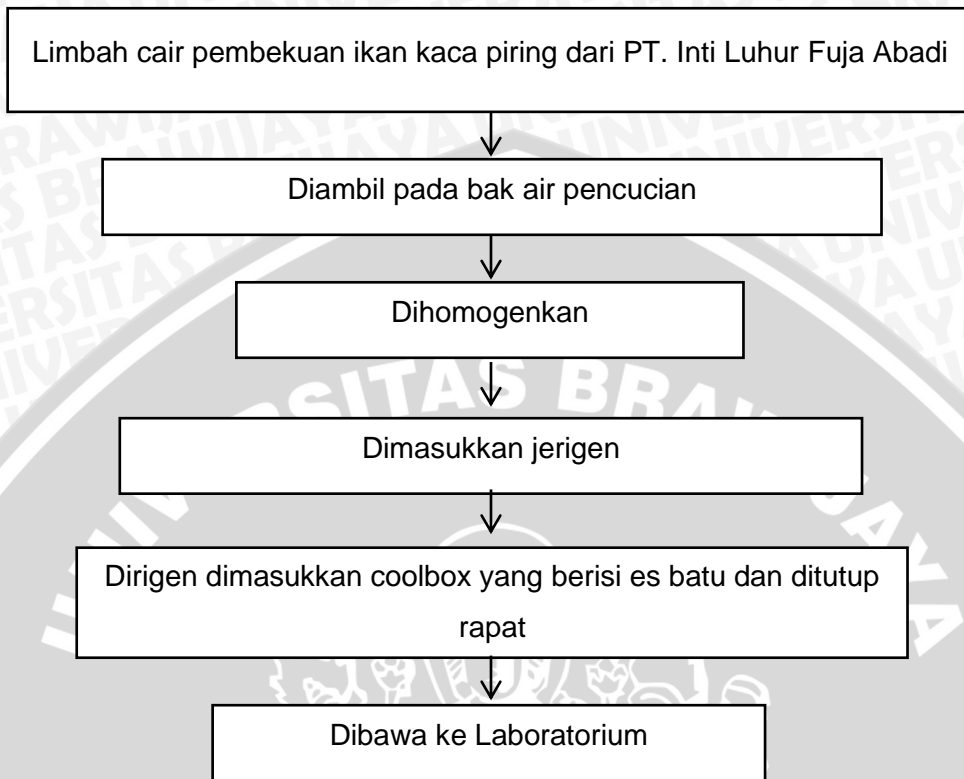 Limbah cair pembekuan ikan kaca piring dari PT. Inti Luhur Fuja Abadi
Diambil pada bak air pencucian
Dihomogenkan
Dimasukkan jerigen
Dirigen dimasukkan coolbox yang berisi es batu dan ditutup
rapat
Dibawa ke Laboratorium